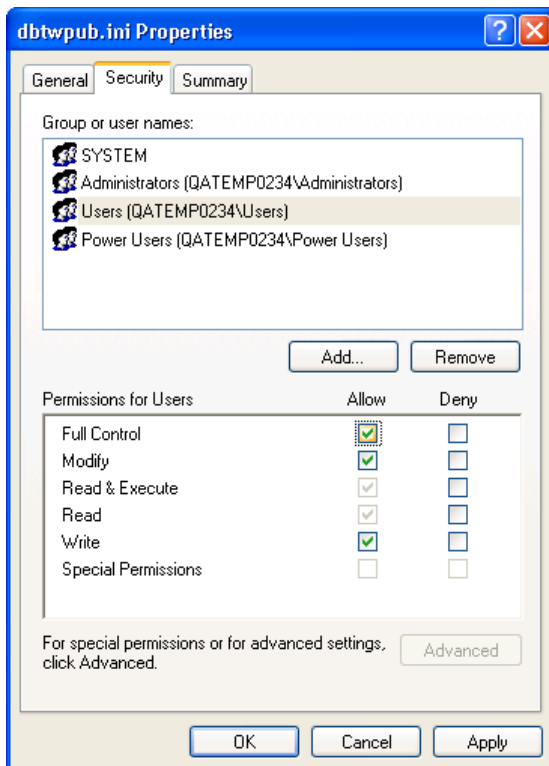 dbtwpub.ini Properties
General Security Summary
Group or user names:
SYSTEM
Administrators (QATEMP0234\Administrators)
Users (QATEMP0234\Users)
Power Users (QATEMP0234\Power Users)
Add... Remove
Permissions for Users Allow Deny
Full Control
Modify
Read & Execute
Read
Write
Special Permissions
For special permissions or for advanced settings, Advanced
click Advanced.
OK Cancel Apply